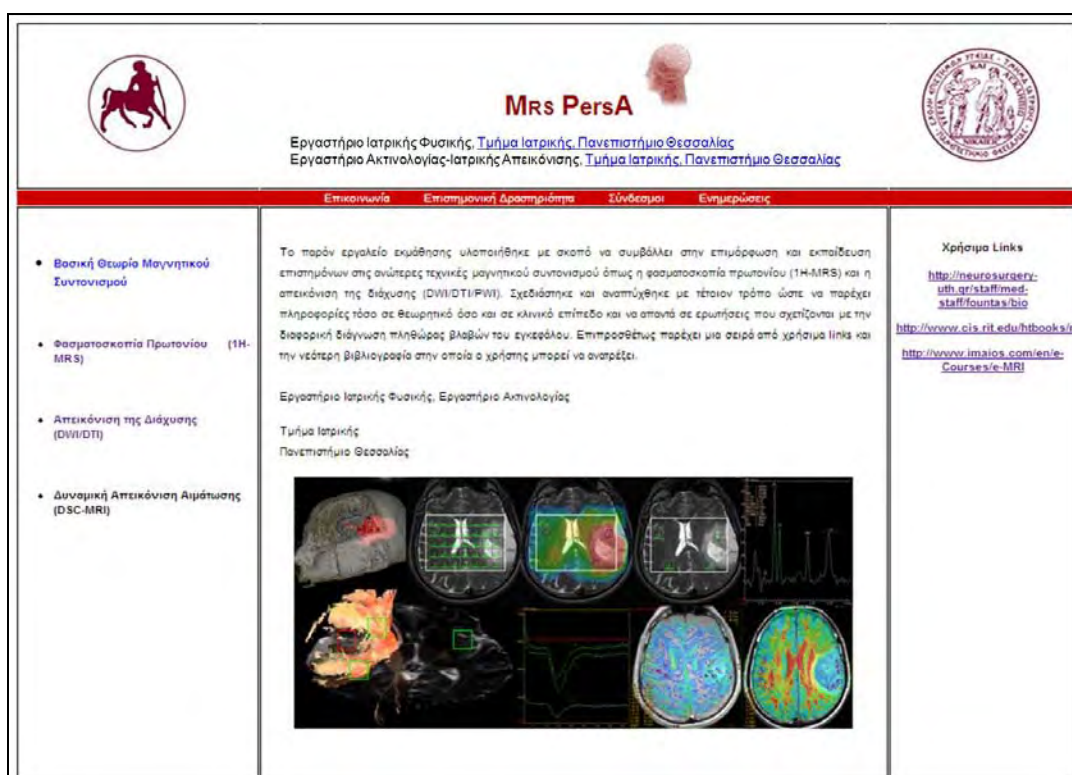 MRS PersA
Εργαστήριο Ιατρικής Φυσικής, Τμήμα Ιατρικής, Πανεπιστήμιο Θεσσαλίας
Εργαστήριο Ακτινολογίας-Ιατρικής Απεικόνισης, Τμήμα Ιατρικής, Πανεπιστήμιο Θεσσαλίας
Επικοινωνία Επιστημονική Δραστηριότητα Σύνδεσμοι Ενημερώσεις
• Βασική Θεωρία Μαγνητικού
Συντονισμού
• Φασματοσκοπία Πρωτονίου (1H-
MRS)
• Απεικόνιση της Διάχυσης
(DWI/DTI)
• Δυναμική Απεικόνιση Αιμάτωσης
(DSC-MRI)
Το παρόν εργαλείο εκμάθησης υλοποιήθηκε με σκοπό να συμβάλλει στην επιμόρφωση και εκπαίδευση
επιστημόνων στις ανώτερες τεχνικές μαγνητικού συντονισμού όπως η φασματοσκοπία πρωτονίου (1H-MRS) και η
απεικόνιση της διάχυσης (DWI/DTI/PWI). Σχεδιάστηκε και αναπτύχθηκε με τέτοιον τρόπο ώστε να παρέχει
πληροφορίες τόσο σε θεωρητικό όσο και σε κλινικό επίπεδο και να απαντά σε ερωτήσεις που σχετίζονται με την
διαφορική διάγνωση πληθώρας βλαβών του εγκεφάλου. Επιπροσθέτως παρέχει μια σειρά από χρήσιμα links και
την νεότερη βιβλιογραφία στην οποία ο χρήστης μπορεί να ανατρέξει.
Εργαστήριο Ιατρικής Φυσικής, Εργαστήριο Ακτινολογίας
Τμήμα Ιατρικής
Πανεπιστήμιο Θεσσαλίας
Χρήσιμα Links
http://neurosurgery-
uth.gr/staff/med-
staff/fountas/bio
http://www.cis.rit.edu/htbooks/
http://www.imaios.com/en/e-
Courses/e-MRI